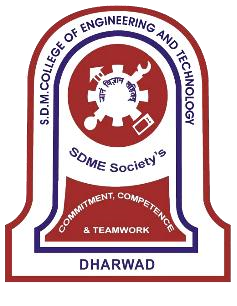 S.D.M.COLLEGE OF ENGINEERING AND TECHNOLOGY
SDME Society's
COMMITMENT, COMPETENCE
& TEAMWORK
DHARWAD